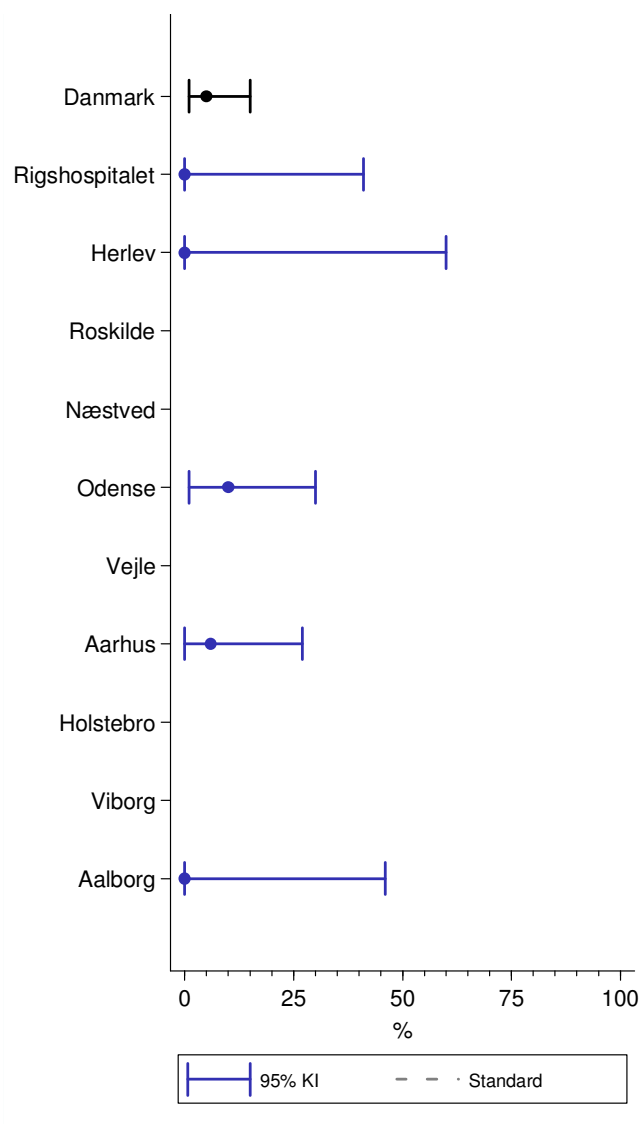 Danmark
Rigshospitalet
Herlev
Roskilde
Næstved
Odense
Vejle
Aarhus
Holstebro
Viborg
Aalborg
0 25 50 75 100
%
95% KI Standard